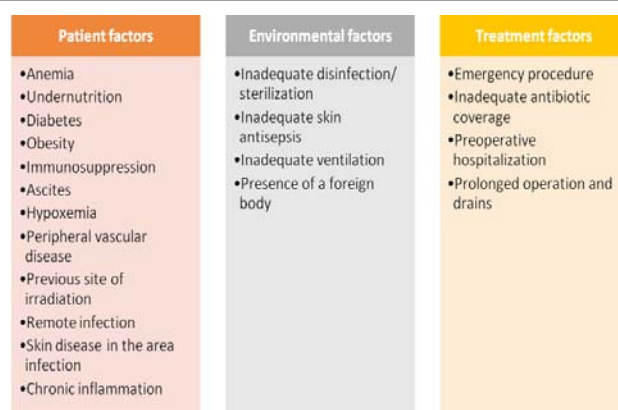 Patient factors
•Anemia
•Undernutrition
•Diabetes
•Obesity
•Immunosuppression
•Ascites
•Hypoxemia
•Peripheral vascular
disease
•Previous site of
irradiation
•Remote infection
•Skin disease in the area
infection
•Chronic inflammation
Environmental factors
•Inadequate disinfection/
sterilization
•Inadequate skin
antisepsis
•Inadequate ventilation
•Presence of a foreign
body
Treatment factors
•Emergency procedure
•Inadequate antibiotic
coverage
•Preoperative
hospitalization
•Prolonged operation and
drains